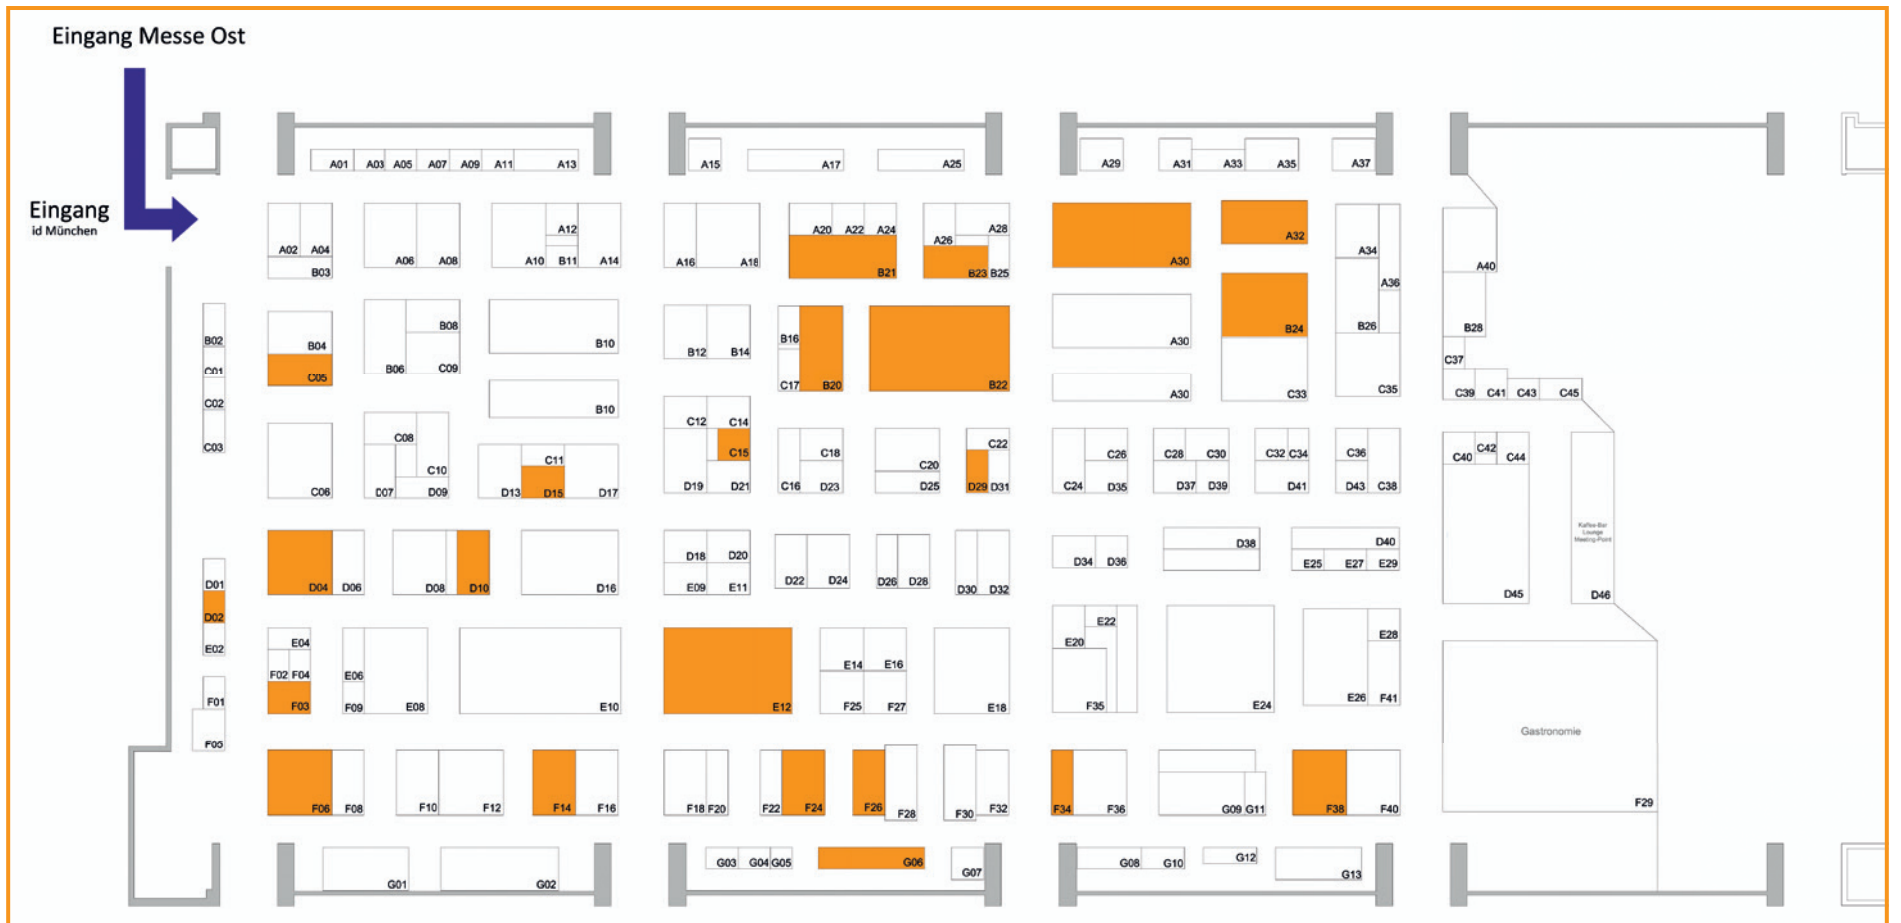 Eingang Messe Ost
Eingang
id München
A01 A03 A05 A07 A09 A11 A13 A15 A17 A25 A29 A31 A33 A35 A37
A02 A04 A06 A08 A10 A12 B11 A14 A16 A18 A20 A22 A24 A26 A28 A30 A32 A34 A36 A40
B03 B21 B23 B25
B02 B04 B06 B08 B10 B12 B14 B16 B20 B22 A30 B24 B26 B28
C01 C05 C09 C17 C37
C02 B10 A30 C33 C35 C39 C41 C43 C45
C03 C06 C08 C10 C11 C12 C14 C15 C18 C20 C22 C26 C28 C30 C32 C34 C36 C40 C42 C44
D07 D09 D13 D15 D17 D19 D21 C16 D23 D25 D29 D31 C24 D35 D37 D39 D41 D43 C38
Kaffee-Bar
Lounge
Meeting-Point
D01 D04 D06 D08 D10 D16 D18 D20 D22 D24 D26 D28 D30 D32 D34 D36 D38 D40 D45 D46
E09 E11 E25 E27 E29
D02
E02 E04 E06 E08 E10 E12 E14 E16 E18 E20 E22 E24 E26 E28
F02 F04
F01 F03 F09 F25 F27 F35 F41
F05
Gastronomie
F06 F08 F10 F12 F14 F16 F18 F20 F22 F24 F26 F28 F30 F32 F34 F36 G09 G11 F38 F40 F29
G01 G02 G03 G04 G05 G06 G07 G08 G10 G12 G13